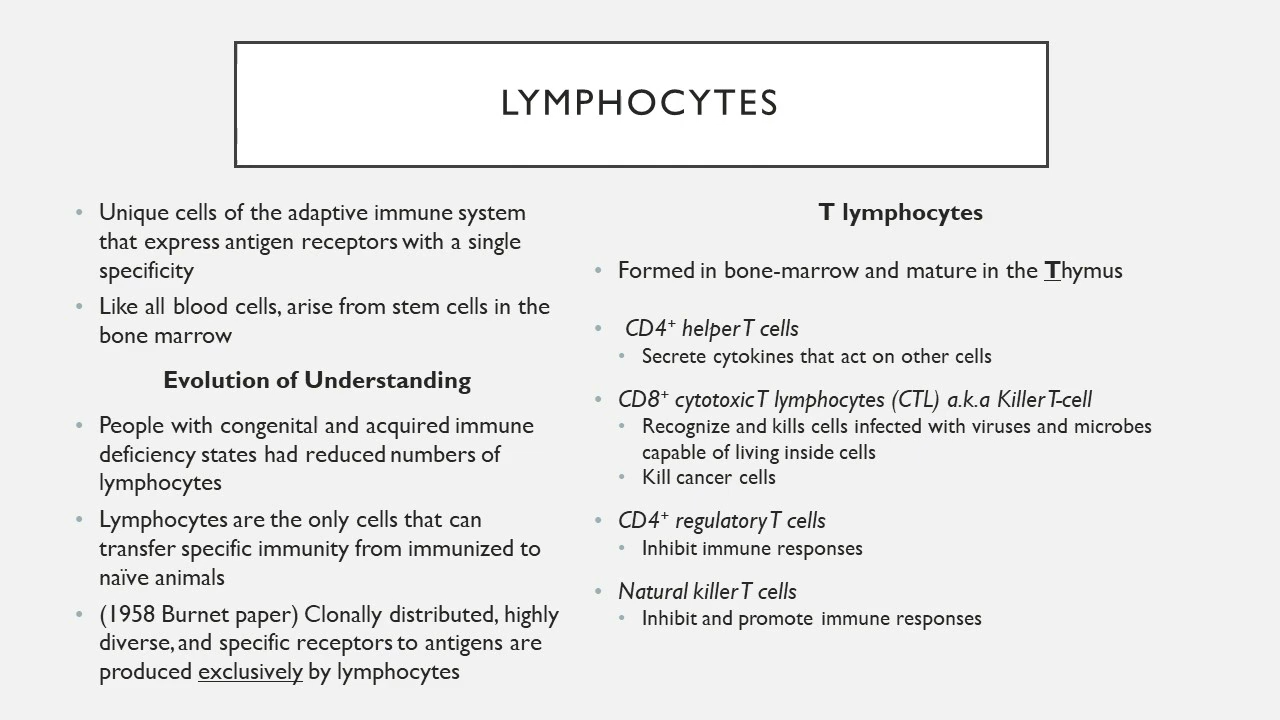 LYMPHOCYTES
• Unique cells of the adaptive immune system
that express antigen receptors with a single
specificity
• Like all blood cells, arise from stem cells in the
bone marrow
Evolution of Understanding
• People with congenital and acquired immune
deficiency states had reduced numbers of
lymphocytes
• Lymphocytes are the only cells that can
transfer specific immunity from immunized to
naïve animals
• (1958 Burnet paper) Clonally distributed, highly
diverse, and specific receptors to antigens are
produced exclusively by lymphocytes
T lymphocytes
• Formed in bone-marrow and mature in the Thymus
• CD4⁺ helper T cells
• Secrete cytokines that act on other cells
• CD8⁺ cytotoxic T lymphocytes (CTL) a.k.a Killer T-cell
• Recognize and kills cells infected with viruses and microbes
capable of living inside cells
• Kill cancer cells
• CD4⁺ regulatory T cells
• Inhibit immune responses
• Natural killer T cells
• Inhibit and promote immune responses